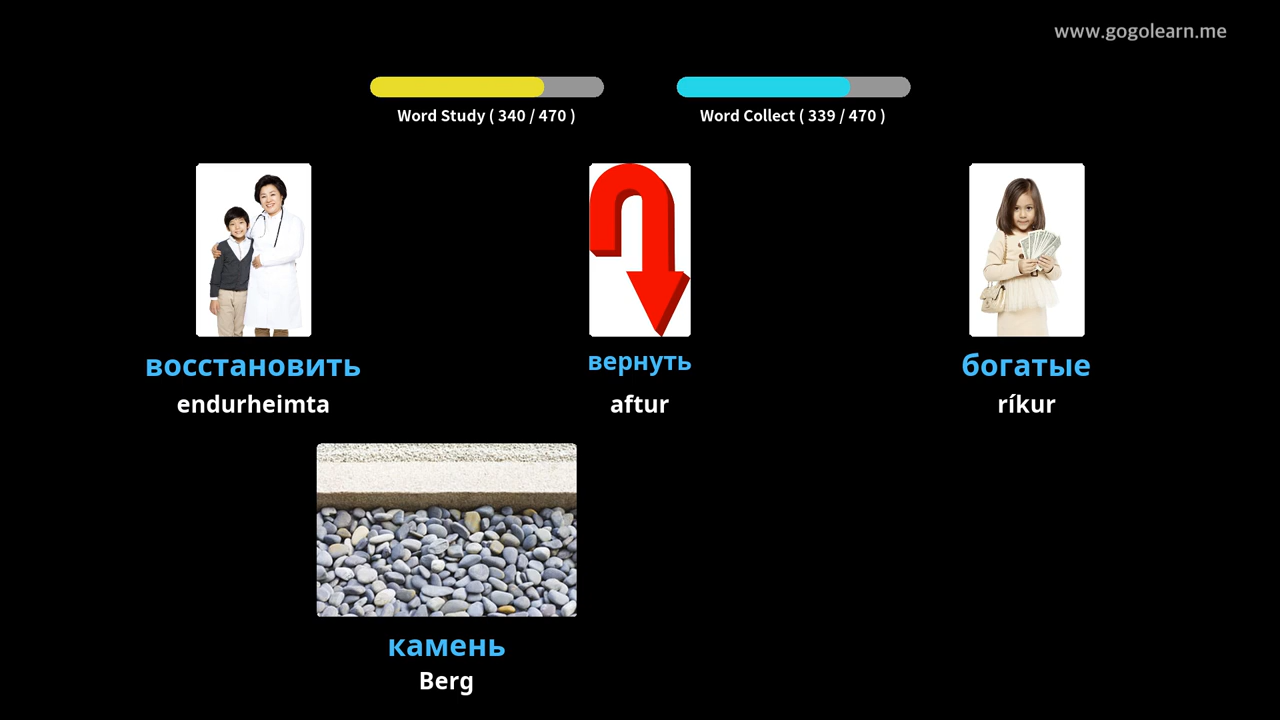 www.gogolearn.me
Word Study ( 340 / 470 )
Word Collect ( 339 / 470 )
восстановить
вернуть
богатые
endurheimta
aftur
ríkur
камень
Berg